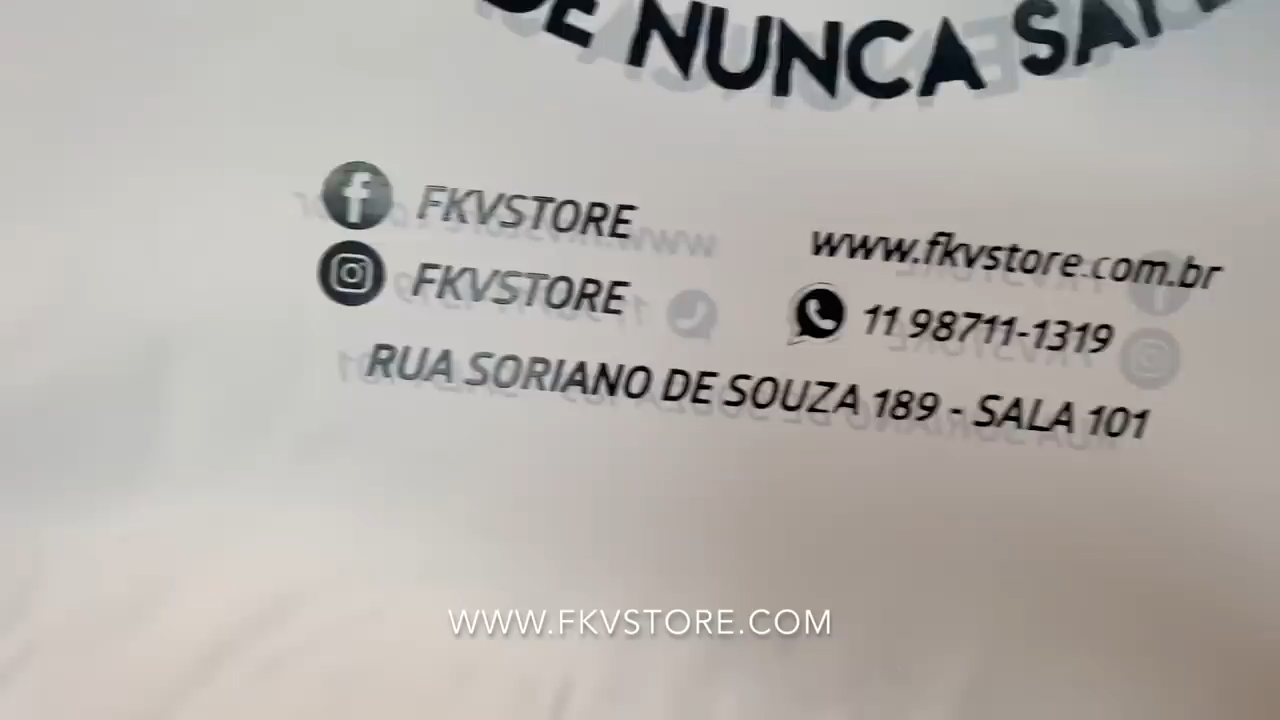 DE NUNCA
FKVSTORE
www.fkvstore.com.br
FKVSTORE
11 98711-1319
RUA SORIANO DE SOUZA 189 - SALA 101
WWW.FKVSTORE.COM